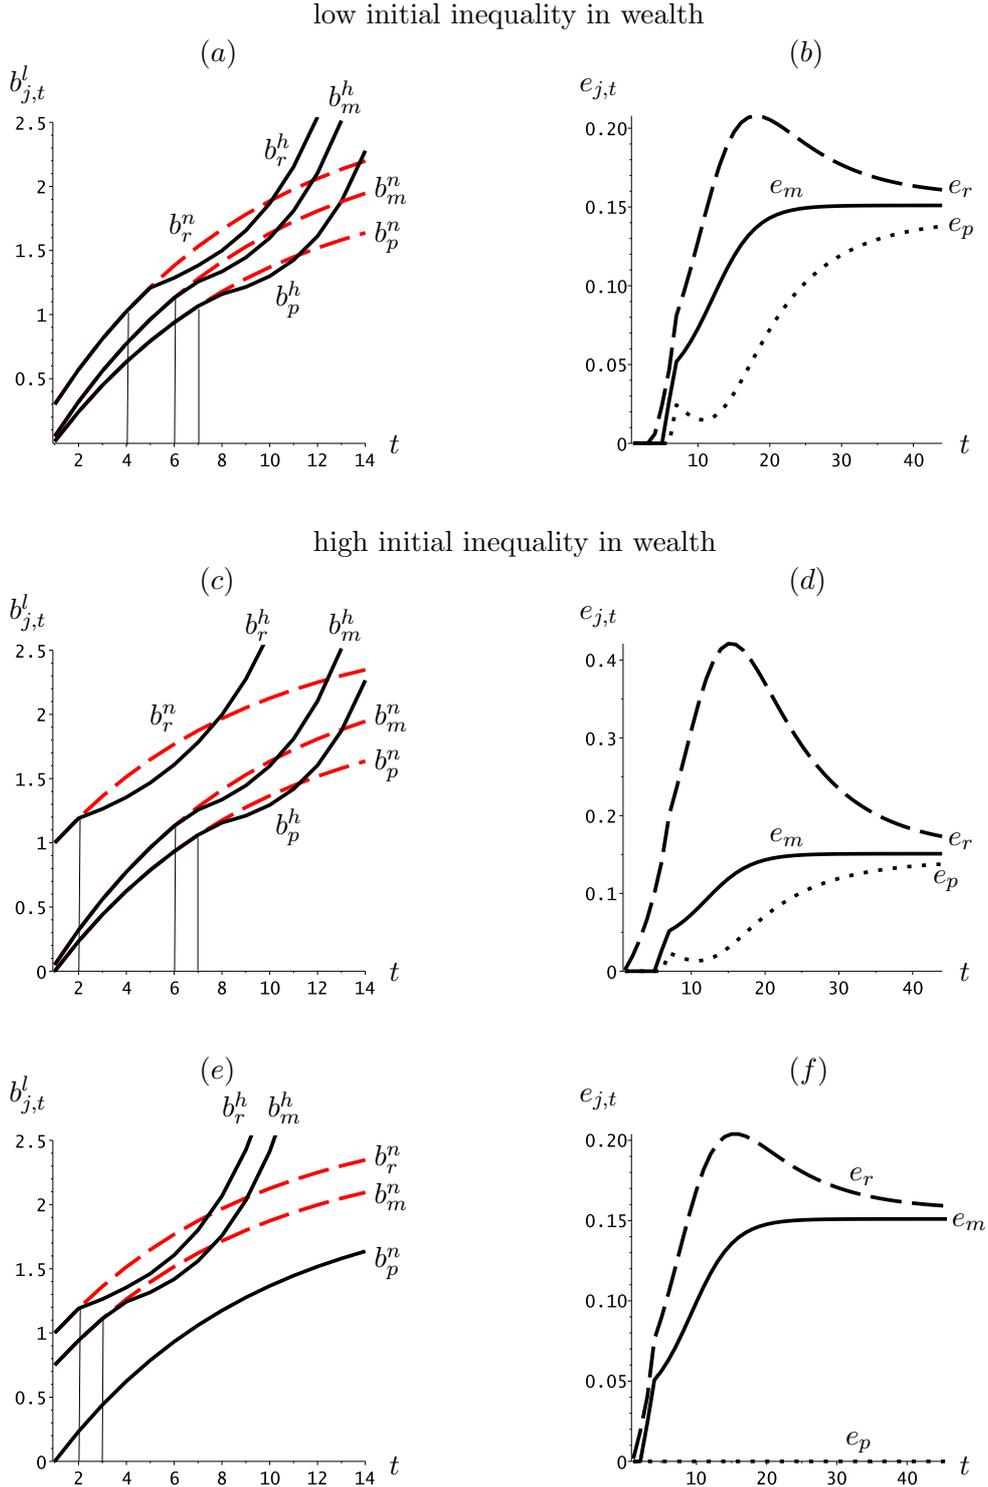 low initial inequality in wealth
(a) (b)
b^l_{j,t} e_{j,t}
b^h_m
2.5
0.20
b^h_r
2
e_m e_r
b^n_m
0.15
b^n_r
b^n_p e_p
1.5
b^h_p
0.10
1
0.05
0.5
0 t t
2 4 6 8 10 12 14 10 20 30 40
high initial inequality in wealth
(c) (d)
b^l_{j,t} e_{j,t}
b^h_r b^h_m
2.5
0.4
b^n_r b^n_m
2
0.3
b^n_p
1.5
0.2
b^h_p e_m e_r
1
e_p
0.1
0.5
0 t 0 t
2 4 6 8 10 12 14 10 20 30 40
(e) (f)
b^l_{j,t} e_{j,t}
b^h_r b^h_m
2.5 0.20
b^n_r
e_r
b^n_m
2
0.15 e_m
b^n_p
1.5
0.10
1
0.05
0.5
e_p
0 t 0 t
2 4 6 8 10 12 14 10 20 30 40